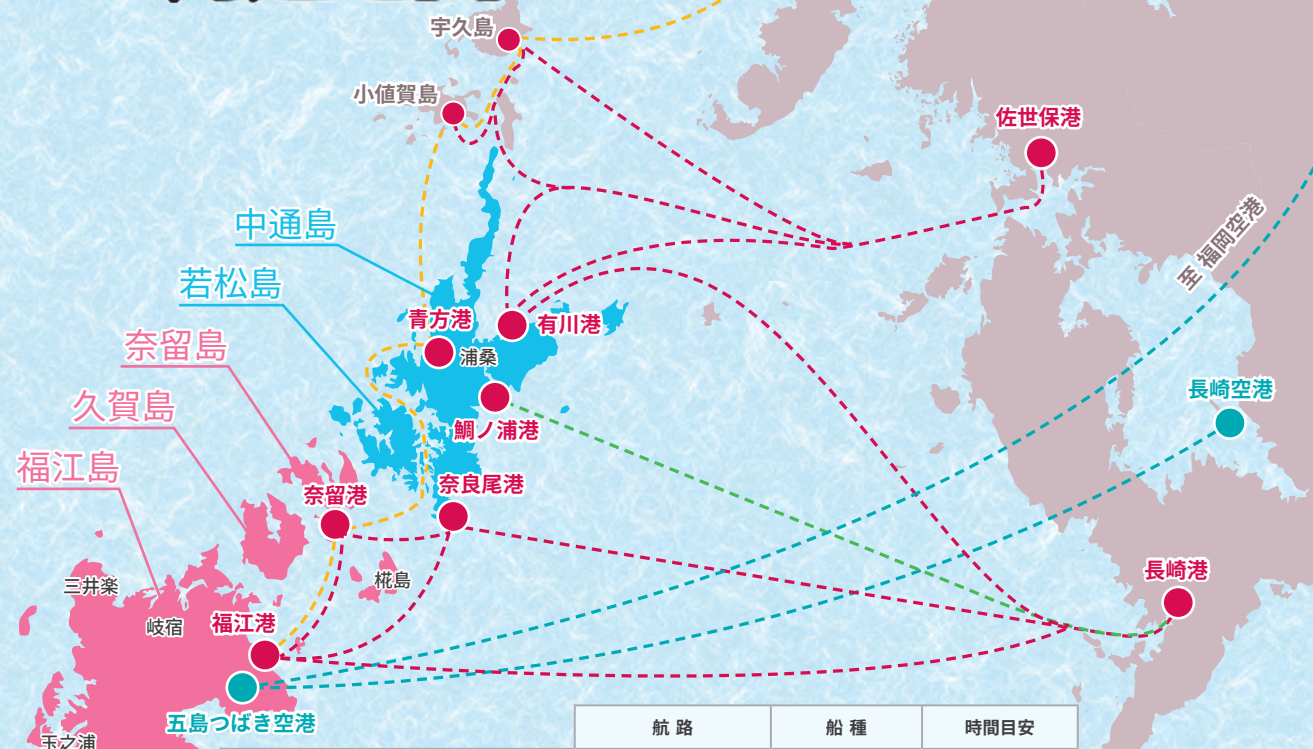 宇久島
小値賀島
佐世保港
中通島
至 福岡空港
若松島
青方港
有川港
奈留島
浦桑
長崎空港
久賀島
鯛ノ浦港
福江島
奈良尾港
奈留港
長崎港
三井楽
椛島
岐宿
福江港
五島つばき空港
玉之浦
航 路
船 種
時間目安